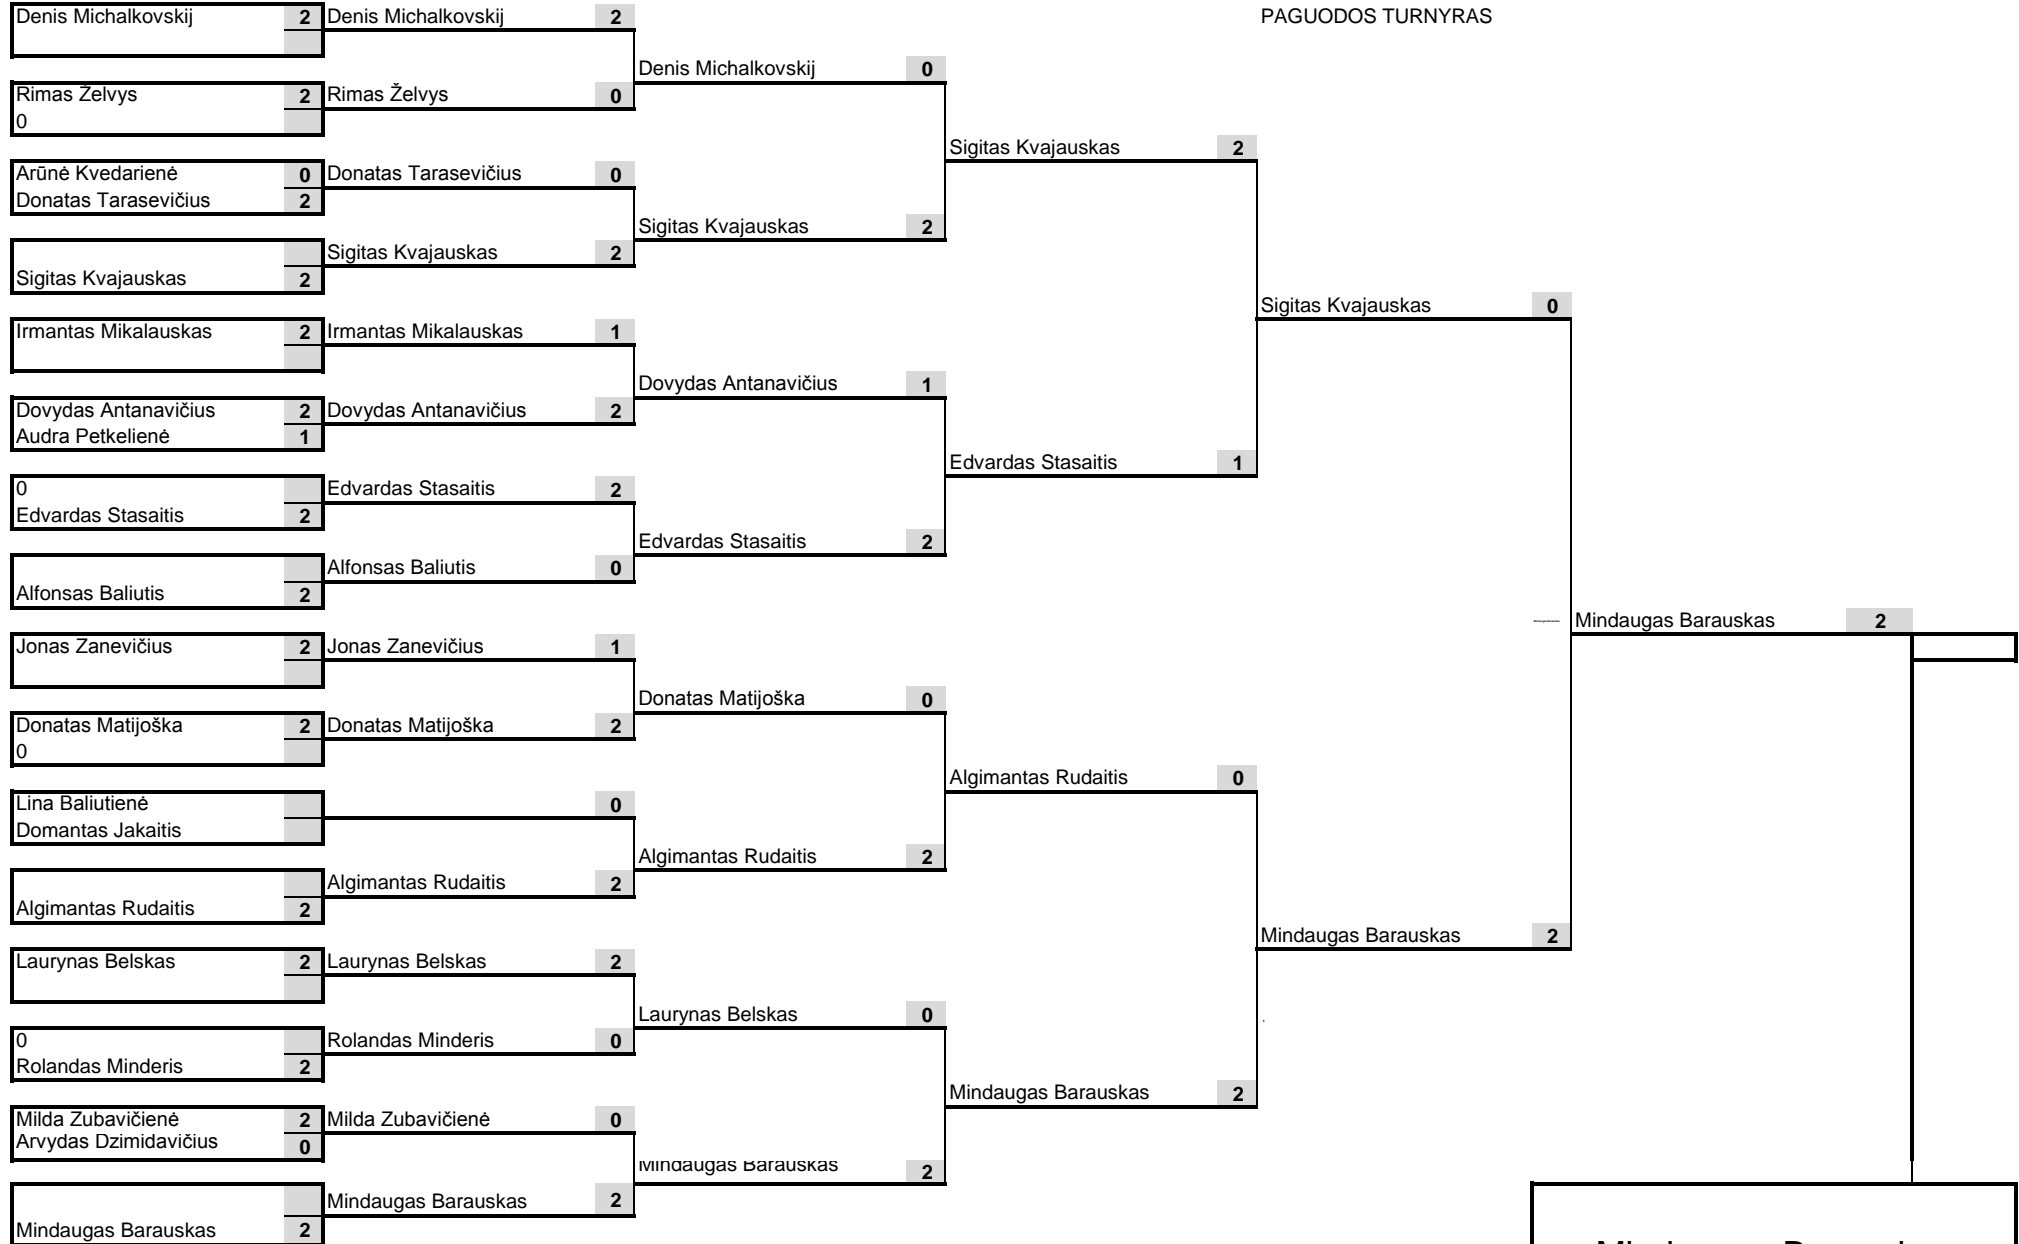 Denis Michalkovskij 2 Denis Michalkovskij 2 PAGUODOS TURNYRAS
Denis Michalkovskij 0
Rimas Želvys 2 Rimas Želvys 0
0
Sigitas Kvajauskas 2
Arūnė Kvedarienė 0 Donatas Tarasevičius 0
Donatas Tarasevičius 2
Sigitas Kvajauskas 2
Sigitas Kvajauskas 2
Sigitas Kvajauskas 2
Sigitas Kvajauskas 0
Irmantas Mikalauskas 2 Irmantas Mikalauskas 1
Dovydas Antanavičius 1
Dovydas Antanavičius 2 Dovydas Antanavičius 2
Audra Petkelienė 1
Edvardas Stasaitis 1
0 Edvardas Stasaitis 2
Edvardas Stasaitis 2
Edvardas Stasaitis 2
Alfonsas Baliutis 0
Alfonsas Baliutis 2
Mindaugas Barauskas 2
Jonas Zanevičius 2 Jonas Zanevičius 1
Donatas Matijoška 0
Donatas Matijoška 2 Donatas Matijoška 2
0
Algimantas Rudaitis 0
Lina Baliutienė 0
Domantas Jakaitis
Algimantas Rudaitis 2
Algimantas Rudaitis 2
Algimantas Rudaitis 2
Mindaugas Barauskas 2
Laurynas Belskas 2 Laurynas Belskas 2
Laurynas Belskas 0
0 Rolandas Minderis 0
Rolandas Minderis 2
Mindaugas Barauskas 2
Milda Zubavičienė 2 Milda Zubavičienė 0
Arvydas Dzimidavičius 0
Mindaugas Barauskas 2
Mindaugas Barauskas 2
Mindaugas Barauskas 2